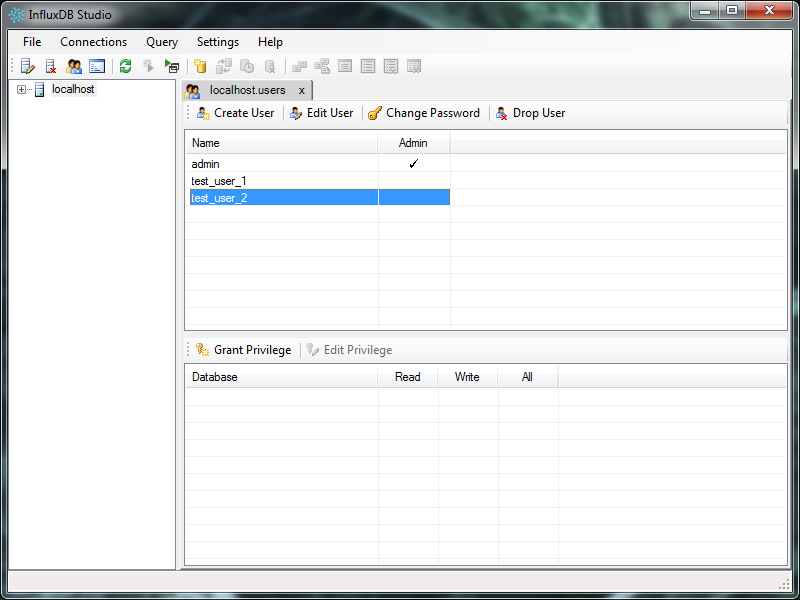 InfluxDB Studio
File Connections Query Settings Help
localhost
localhost.users x
Create User Edit User Change Password Drop User
Name Admin
admin ✓
test_user_1
test_user_2
Grant Privilege Edit Privilege
Database Read Write All